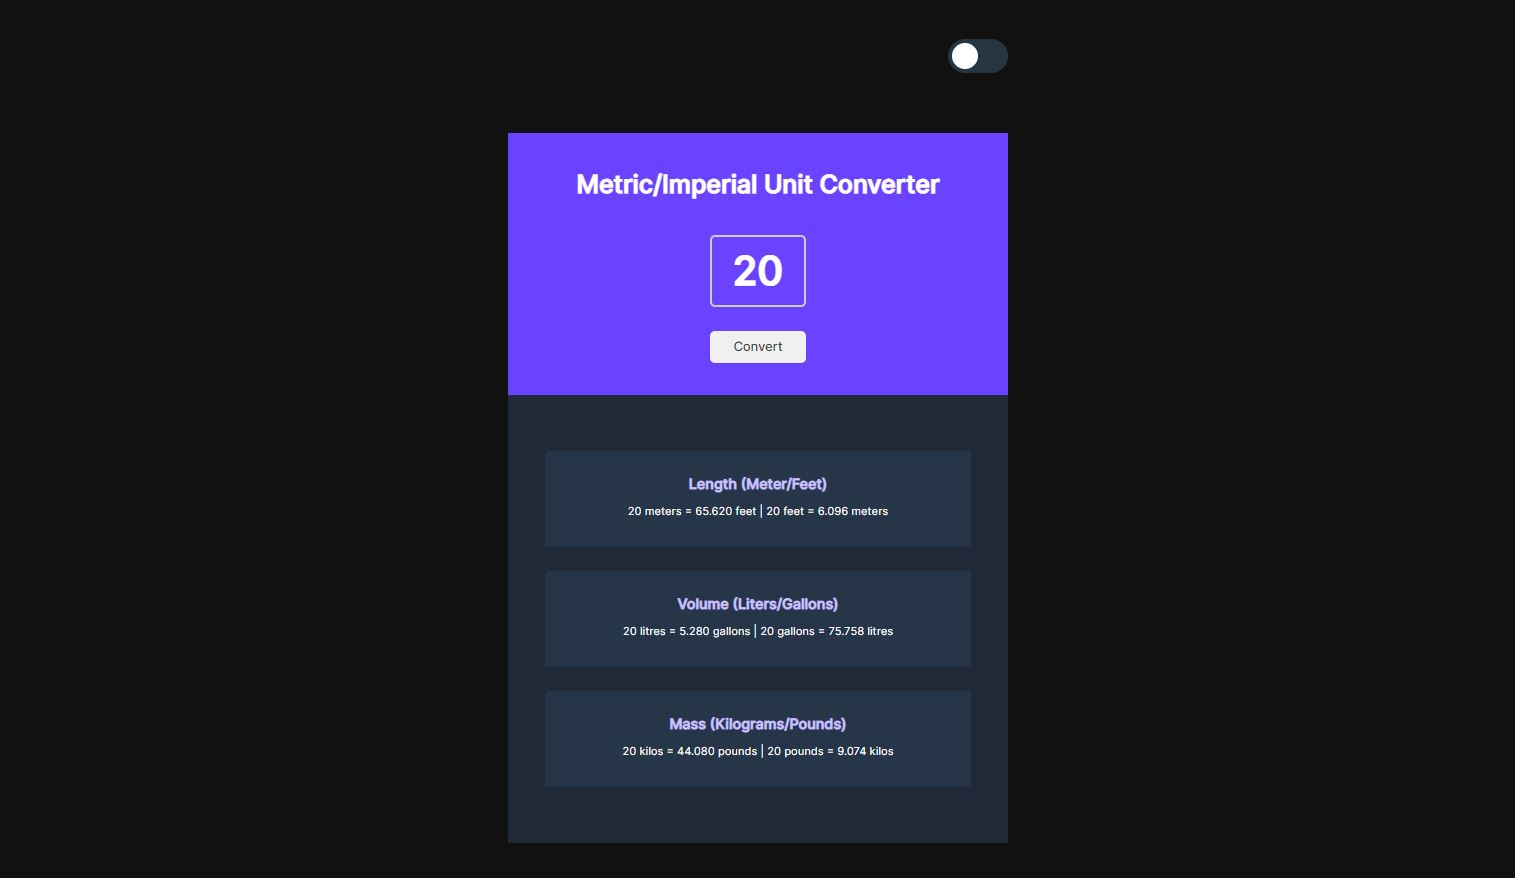 Metric/Imperial Unit Converter
20
Convert
Length (Meter/Feet)
20 meters = 65.620 feet | 20 feet = 6.096 meters
Volume (Liters/Gallons)
20 litres = 5.280 gallons | 20 gallons = 75.758 litres
Mass (Kilograms/Pounds)
20 kilos = 44.080 pounds | 20 pounds = 9.074 kilos